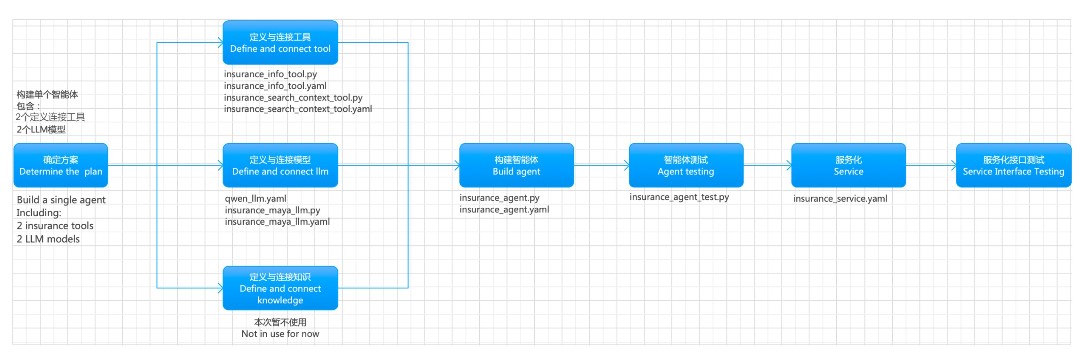 定义与连接工具
Define and connect tool
insurance_info_tool.py
insurance_info_tool.yaml
insurance_search_context_tool.py
insurance_search_context_tool.yaml
构建单个智能体
包含：
2个定义连接工具
2个LLM模型
确定方案
Determine the plan
Build a single agent
Including:
2 insurance tools
2 LLM models
定义与连接模型
Define and connect llm
qwen_llm.yaml
insurance_maya_llm.py
insurance_maya_llm.yaml
定义与连接知识
Define and connect
knowledge
本次暂不使用
Not in use for now
构建智能体
Build agent
insurance_agent.py
insurance_agent.yaml
智能体测试
Agent testing
insurance_agent_test.py
服务化
Service
insurance_service.yaml
服务化接口测试
Service Interface Testing